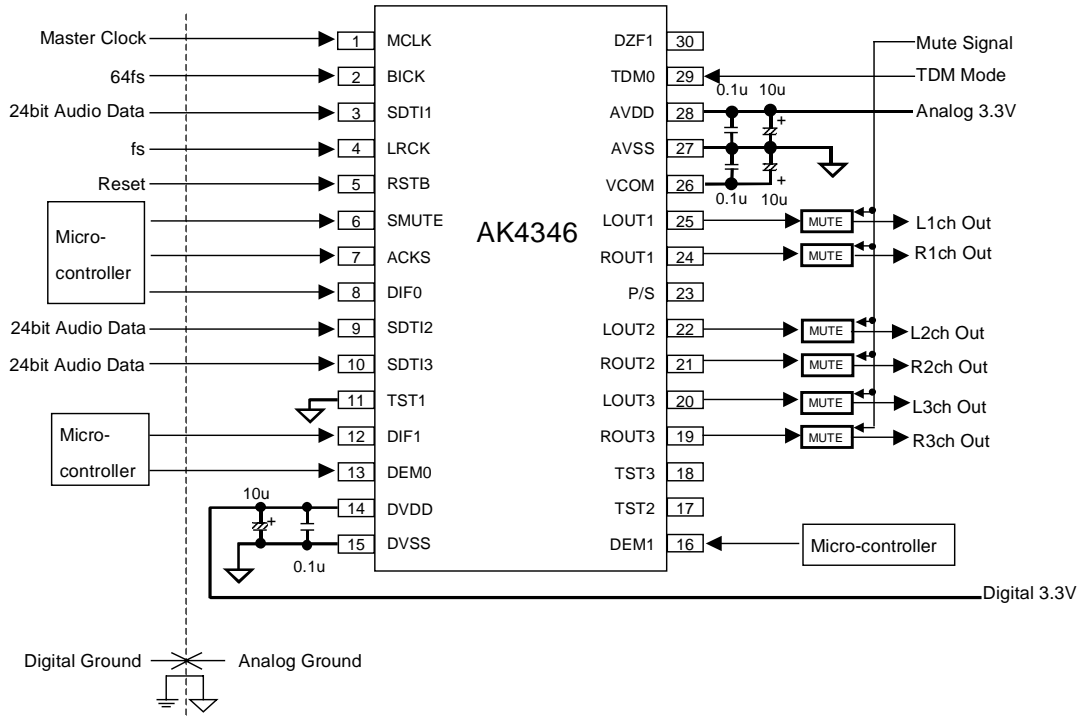 Master Clock 1 MCLK DZF1 30 Mute Signal
64fs 2 BICK TDM0 29 TDM Mode
0.1u 10u
24bit Audio Data 3 SDTI1 AVDD 28 + Analog 3.3V
fs 4 LRCK AVSS 27
Reset 5 RSTB VCOM 26 +
0.1u 10u
Micro-
controller
6 SMUTE LOUT1 25 MUTE L1ch Out
AK4346
7 ACKS ROUT1 24 MUTE R1ch Out
8 DIF0 P/S 23
24bit Audio Data 9 SDTI2 LOUT2 22 MUTE L2ch Out
24bit Audio Data 10 SDTI3 ROUT2 21 MUTE R2ch Out
11 TST1 LOUT3 20 MUTE L3ch Out
Micro-
controller
12 DIF1 ROUT3 19 MUTE R3ch Out
13 DEM0 TST3 18
10u
14 DVDD TST2 17
+
15 DVSS DEM1 16 Micro-controller
0.1u
Digital 3.3V
Digital Ground Analog Ground